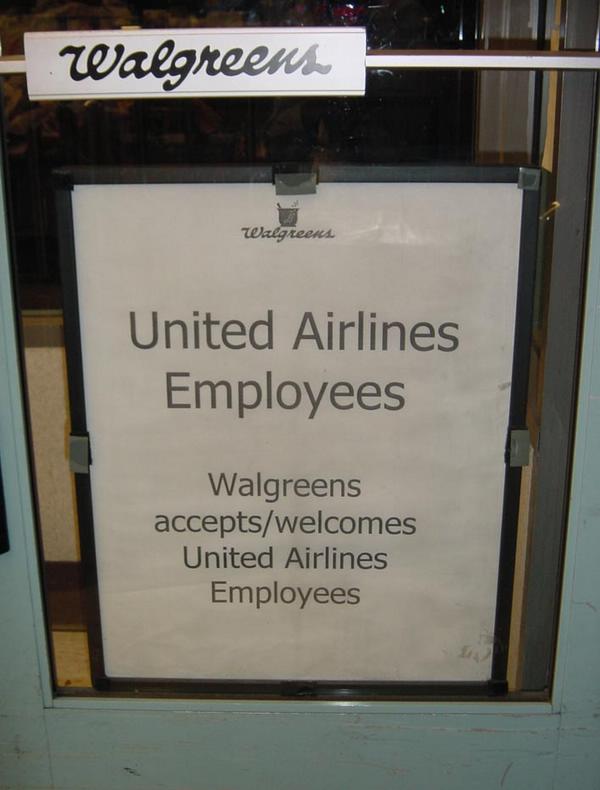 Walgreens
Walgreens
United Airlines
Employees
Walgreens
accepts/welcomes
United Airlines
Employees